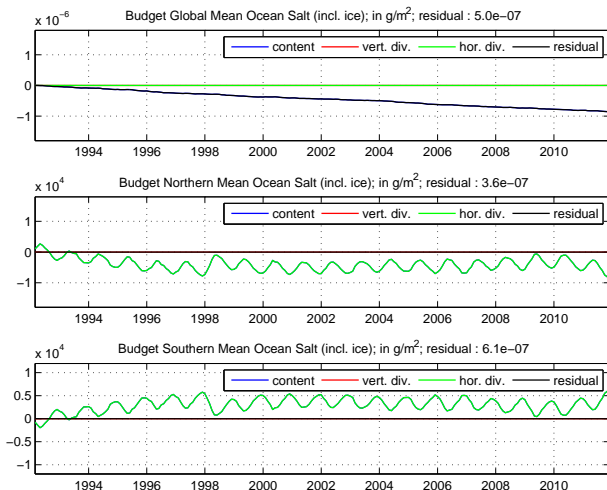 Budget Global Mean Ocean Salt (incl. ice); in g/m²; residual : 5.0e−07
x 10⁻⁶
content vert. div. hor. div. residual
1
0
−1
1994 1996 1998 2000 2002 2004 2006 2008 2010
Budget Northern Mean Ocean Salt (incl. ice); in g/m²; residual : 3.6e−07
x 10⁴
content vert. div. hor. div. residual
1
0
−1
1994 1996 1998 2000 2002 2004 2006 2008 2010
Budget Southern Mean Ocean Salt (incl. ice); in g/m²; residual : 6.1e−07
x 10⁴
content vert. div. hor. div. residual
1
0.5
0
−0.5
−1
1994 1996 1998 2000 2002 2004 2006 2008 2010